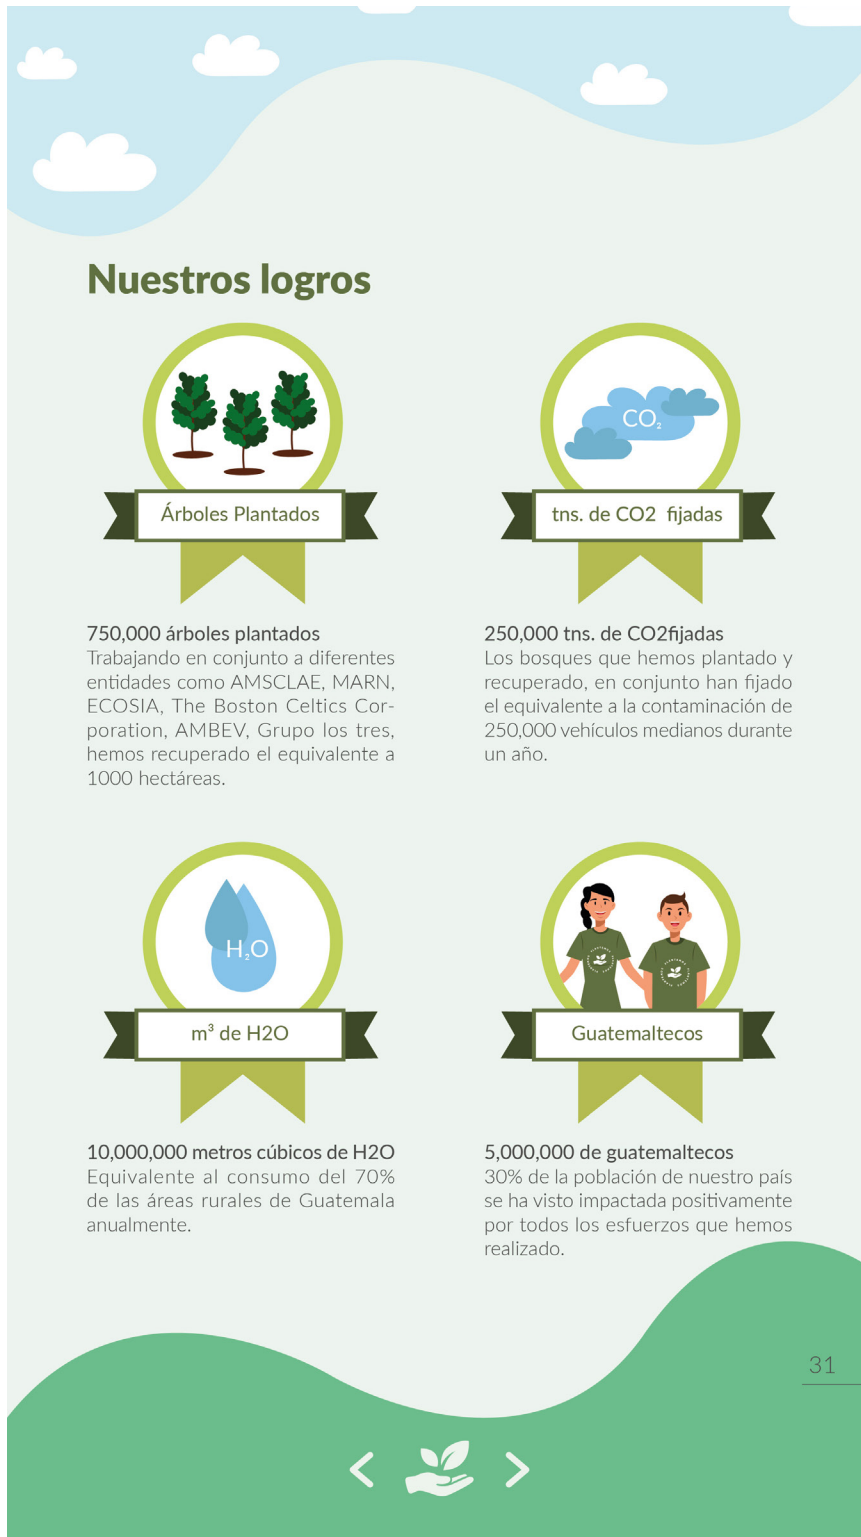 Nuestros logros
CO₂
Árboles Plantados
tns. de CO2 fijadas
750,000 árboles plantados
Trabajando en conjunto a diferentes
entidades como AMSCLAE, MARN,
ECOSIA, The Boston Celtics Cor-
poration, AMBEV, Grupo los tres,
hemos recuperado el equivalente a
1000 hectáreas.
250,000 tns. de CO2fijadas
Los bosques que hemos plantado y
recuperado, en conjunto han fijado
el equivalente a la contaminación de
250,000 vehículos medianos durante
un año.
H₂O
m³ de H2O
Guatemaltecos
10,000,000 metros cúbicos de H2O
Equivalente al consumo del 70%
de las áreas rurales de Guatemala
anualmente.
5,000,000 de guatemaltecos
30% de la población de nuestro país
se ha visto impactada positivamente
por todos los esfuerzos que hemos
realizado.
31